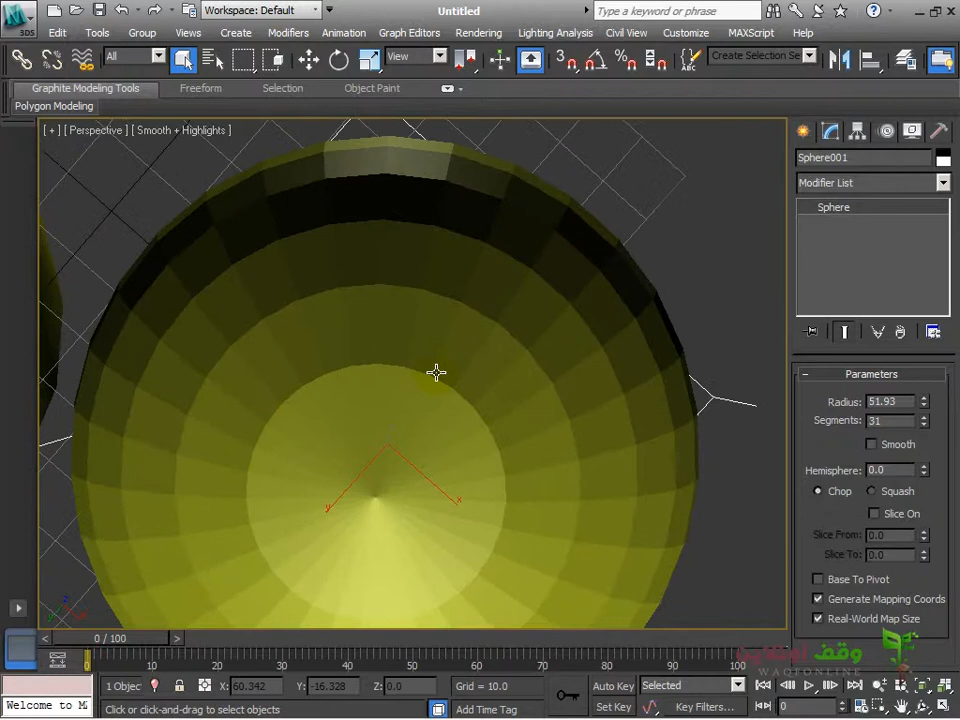 Workspace: Default
Untitled
Type a keyword or phrase
3DS
Edit Tools Group Views Create Modifiers Animation Graph Editors Rendering Lighting Analysis Civil View Customize MAXScript Help
All View Create Selection Se
Graphite Modeling Tools Freeform Selection Object Paint
Polygon Modeling
[ + ] [ Perspective ] [ Smooth + Highlights ]
Sphere001
Modifier List
Sphere
Parameters
Radius: 51.93
Segments: 31
Smooth
Hemisphere: 0.0
Chop Squash
Slice On
Slice From: 0.0
Slice To: 0.0
Base To Pivot
Generate Mapping Coords
Real-World Map Size
y x
z
0 / 100
وقف أونلاين
WAQFONLINE
0 10 20 30 40 50 60 70 80 90 100
1 Objec X: 60.342 Y: -16.328 Z: 0.0 Grid = 10.0 Auto Key Selected
Welcome to M Click or click-and-drag to select objects Add Time Tag Set Key Key Filters... 0